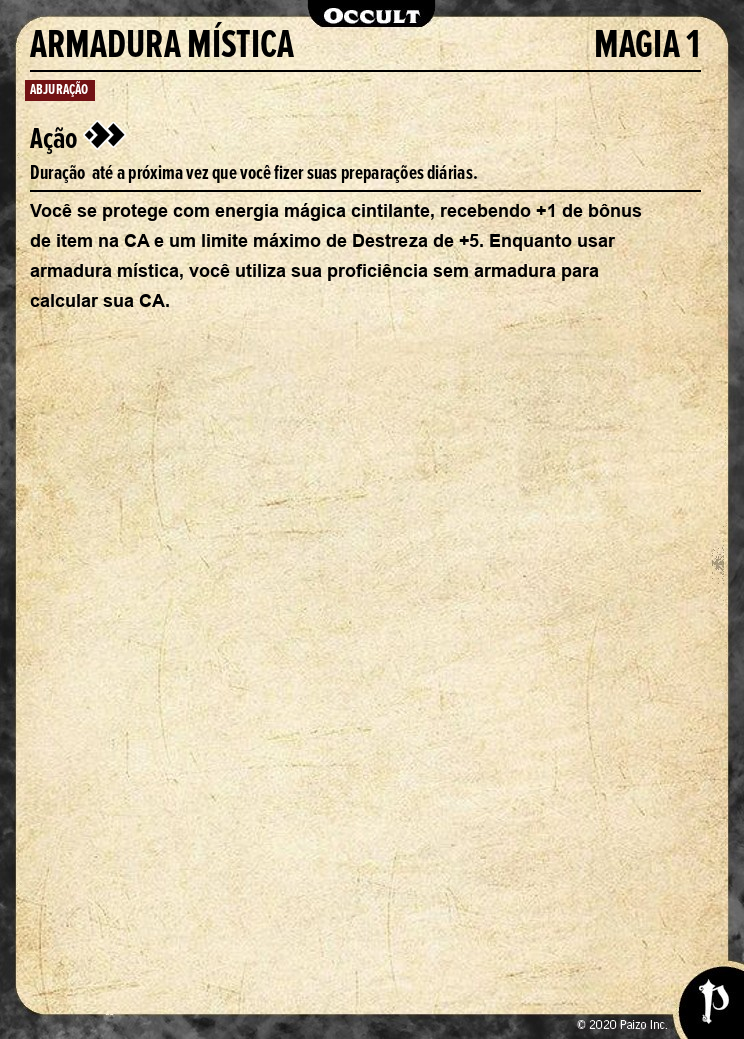 OCCULT
ARMADURA MÍSTICA MAGIA 1
ABJURAÇÃO
Ação
Duração até a próxima vez que você fizer suas preparações diárias.
Você se protege com energia mágica cintilante, recebendo +1 de bônus
de item na CA e um limite máximo de Destreza de +5. Enquanto usar
armadura mística, você utiliza sua proficiência sem armadura para
calcular sua CA.
© 2020 Paizo Inc.
P